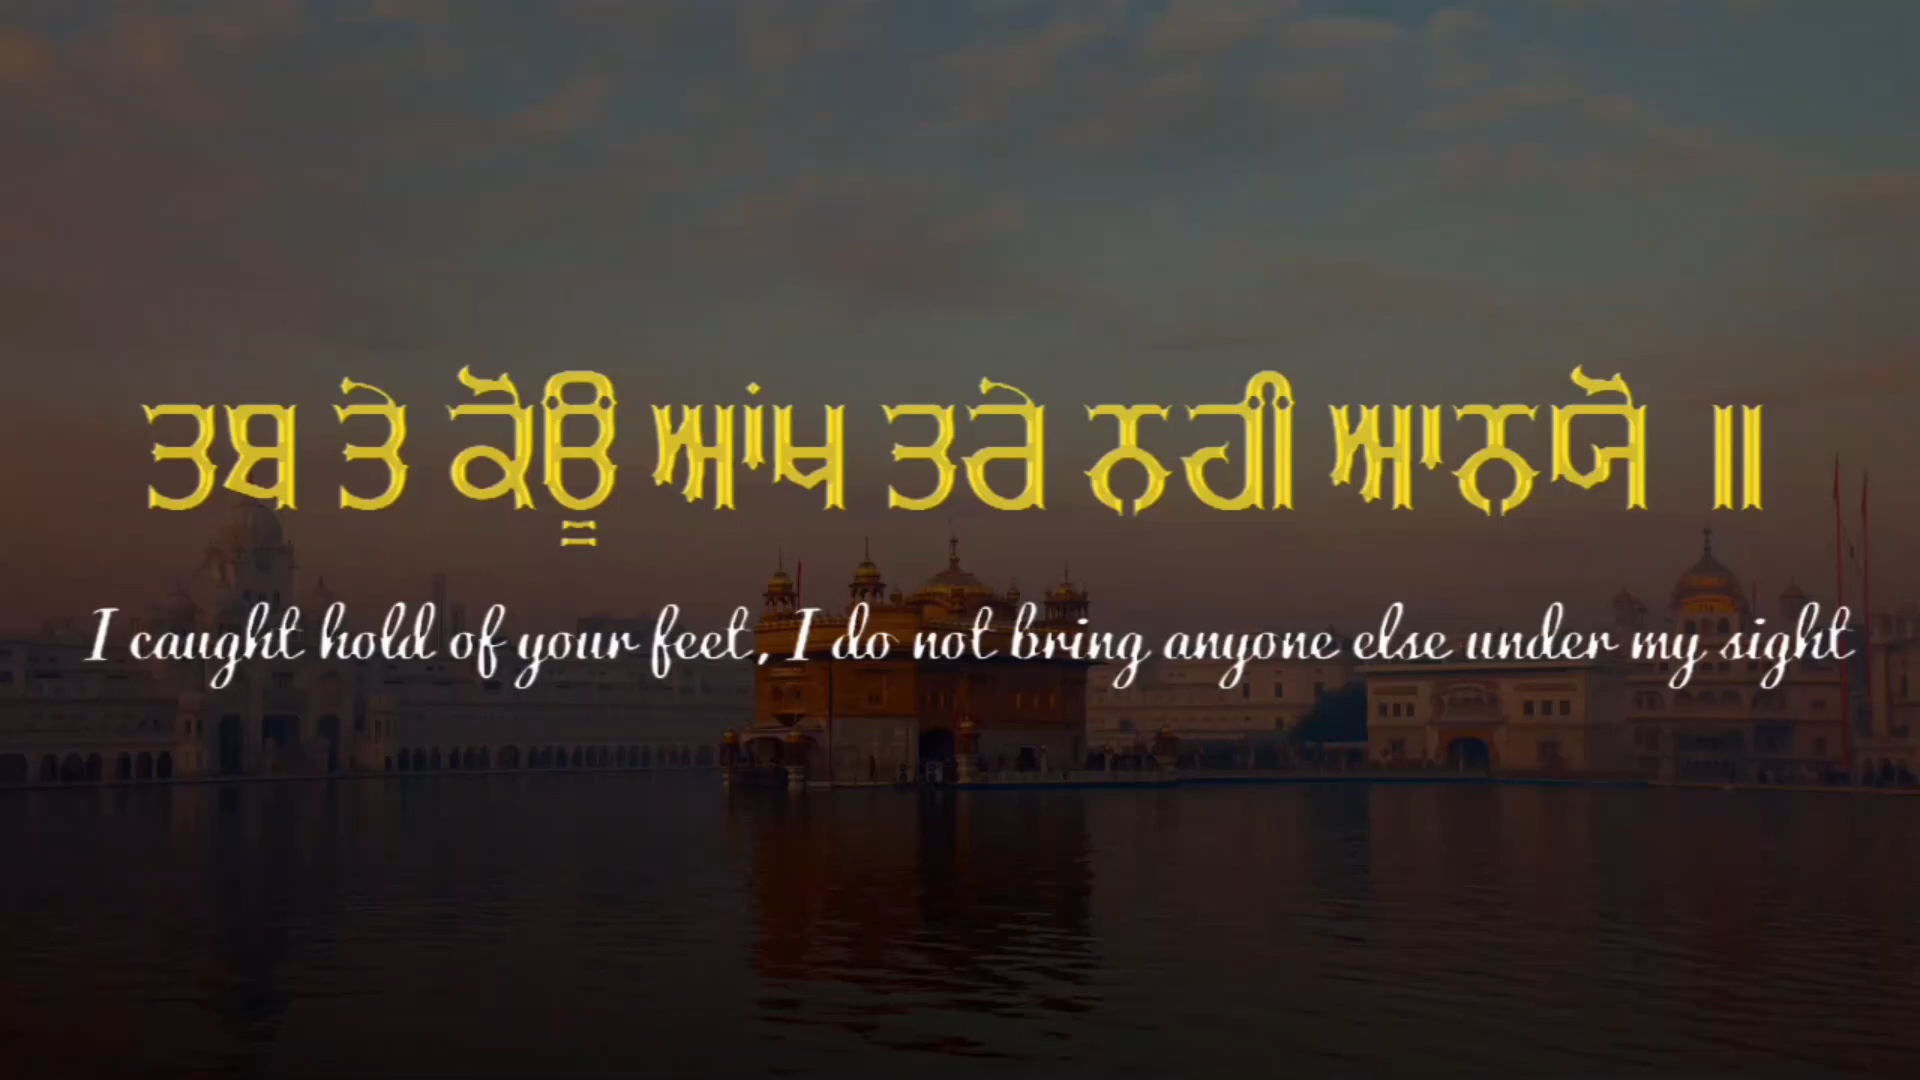 ਤਬ ਤੇ ਕੋਊ ਆਂਖ ਤਰੇ ਨਹੀ ਆਨਯੋ ॥
I caught hold of your feet, I do not bring anyone else under my sight